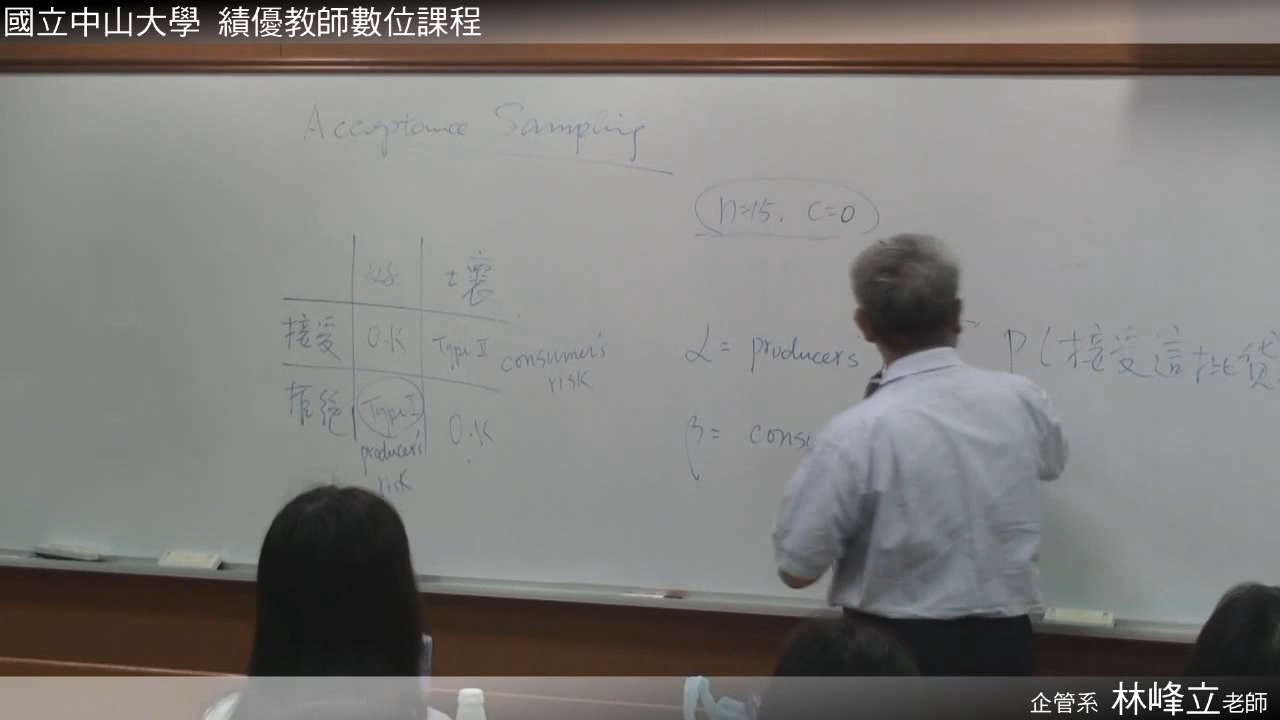 國立中山大學 績優教師數位課程
Acceptance Sampling
n=15, c=0
好 壞
接受 O.K Type II consumer's risk
拒絕 Type I O.K
producer's
risk
α = producers P(接受這批貨
β = consu
企管系 林峰立老師